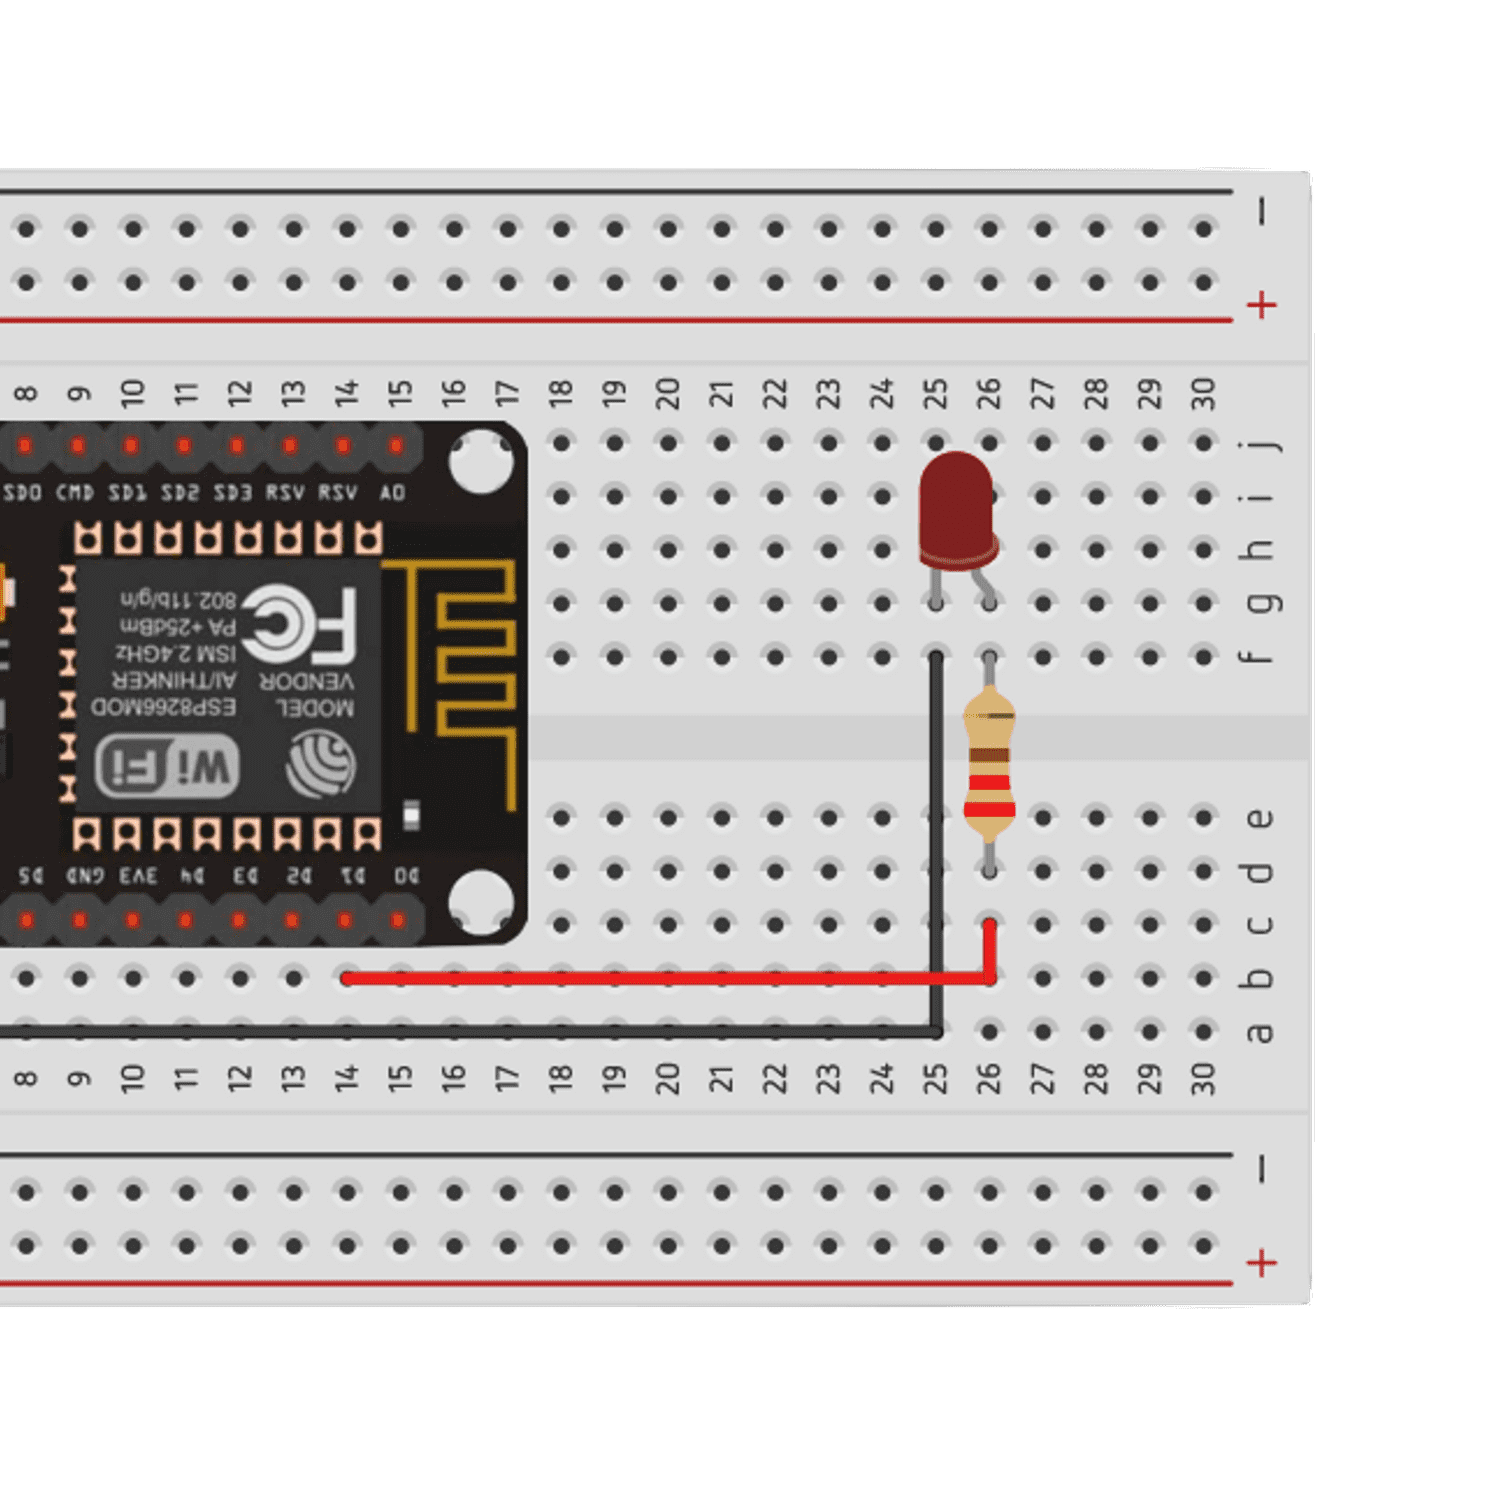 −
+
8 9 10 11 12 13 14 15 16 17 18 19 20 21 22 23 24 25 26 27 28 29 30
j
SD0 CMD SD1 SD2 SD3 RSV RSV A0
i
h
g
f
MODEL ESP8266MOD
VENDOR AI/THINKER
ISM 2.4GHz
PA +25dBm
802.11b/g/n
FC
Wi Fi
e
D5 GND 3V3 D4 D3 D2 D1 D0
d
c
b
a
8 9 10 11 12 13 14 15 16 17 18 19 20 21 22 23 24 25 26 27 28 29 30
−
+